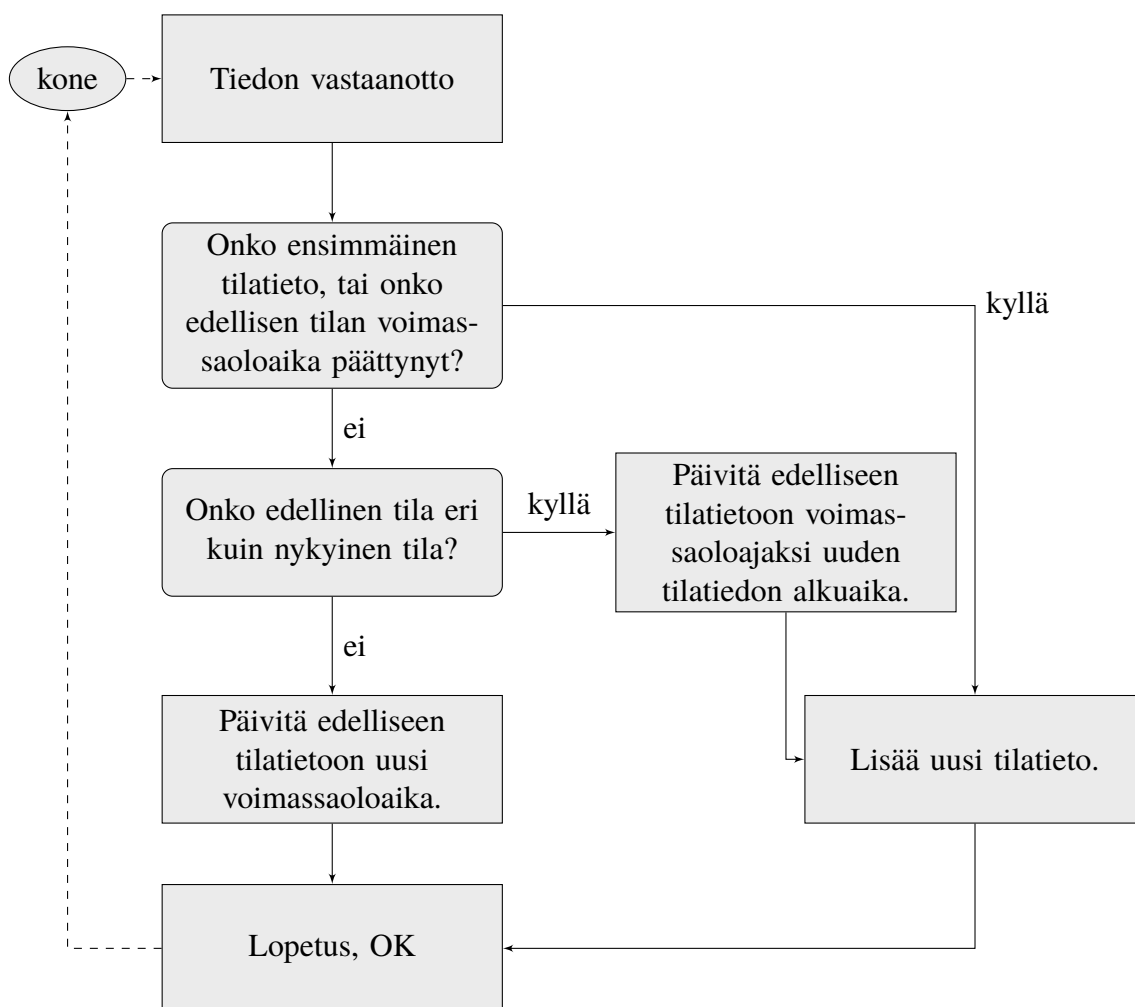 kone
Tiedon vastaanotto
Onko ensimmäinen
tilatieto, tai onko
edellisen tilan voimas-
saoloaika päättynyt?
kyllä
ei
Onko edellinen tila eri
kuin nykyinen tila?
kyllä
Päivitä edelliseen
tilatietoon voimas-
saoloajaksi uuden
tilatiedon alkuaika.
ei
Päivitä edelliseen
tilatietoon uusi
voimassaoloaika.
Lisää uusi tilatieto.
Lopetus, OK